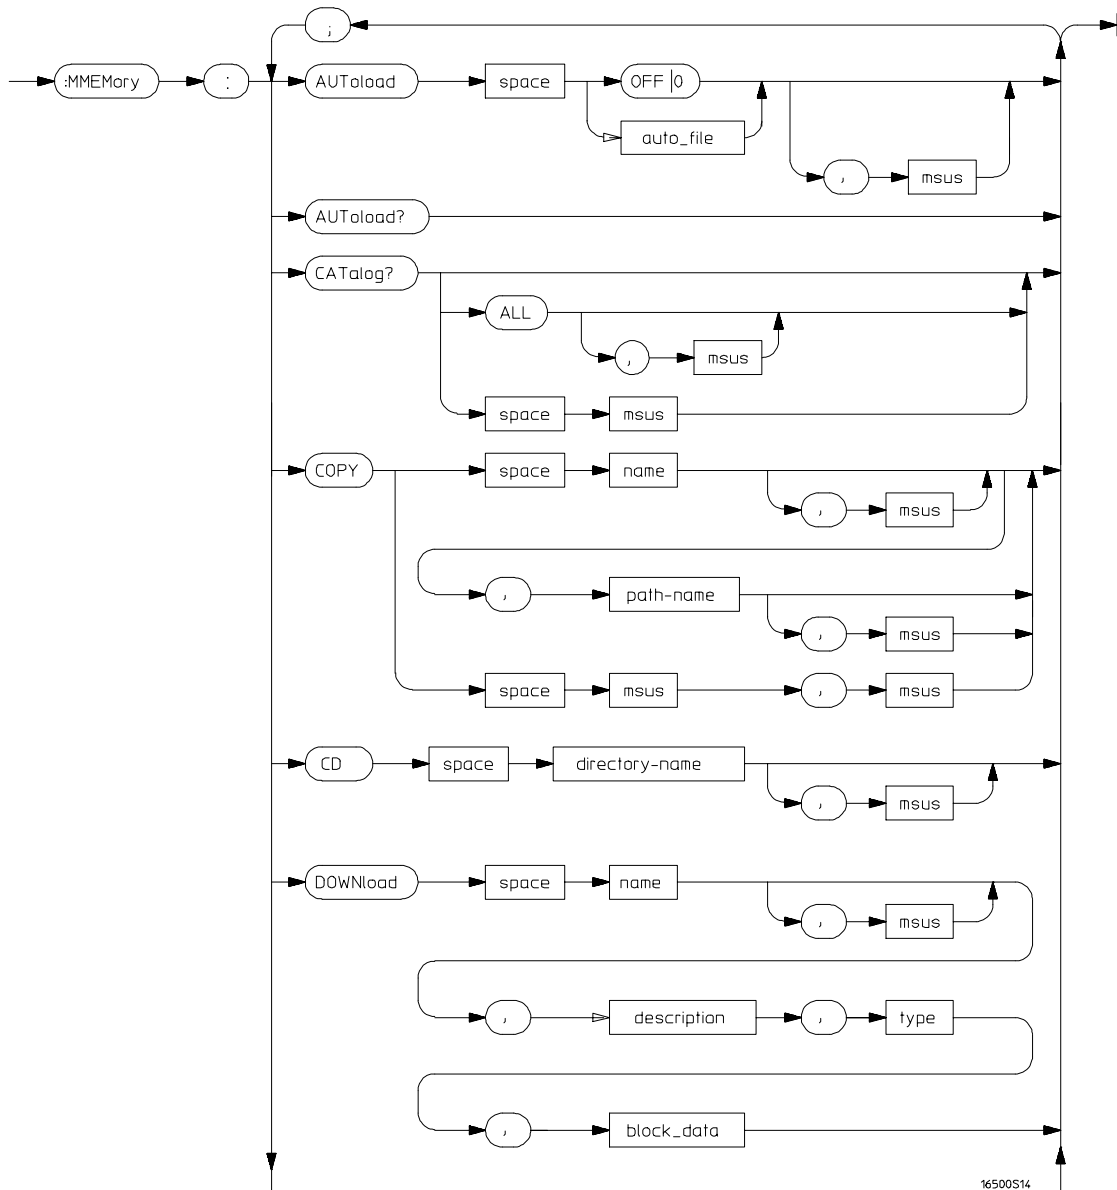 ;
:MMEMory : AUToload space OFF|0
auto_file
, msus
AUToload?
CATalog?
ALL
, msus
space msus
COPY space name
, msus
, path-name
, msus
space msus , msus
CD space directory-name
, msus
DOWNload space name
, msus
, description , type
, block_data
16500S14